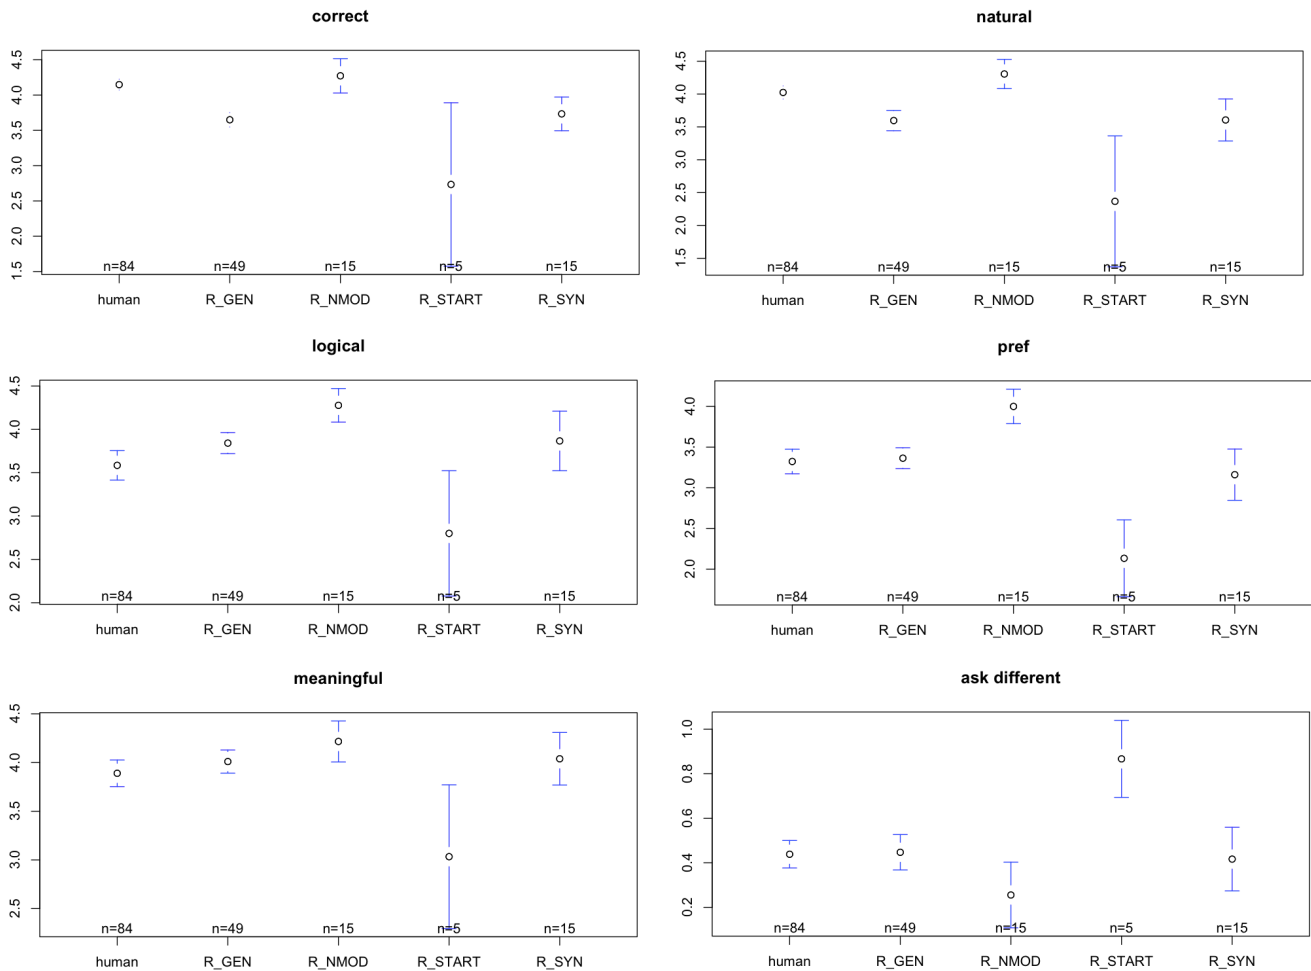 correct
4.5
4.0
3.5
3.0
2.5
2.0
1.5
n=84 n=49 n=15 n=5 n=15
human R_GEN R_NMOD R_START R_SYN
natural
4.5
4.0
3.5
3.0
2.5
2.0
1.5
n=84 n=49 n=15 n=5 n=15
human R_GEN R_NMOD R_START R_SYN
logical
4.5
4.0
3.5
3.0
2.5
2.0
n=84 n=49 n=15 n=5 n=15
human R_GEN R_NMOD R_START R_SYN
pref
4.0
3.5
3.0
2.5
2.0
n=84 n=49 n=15 n=5 n=15
human R_GEN R_NMOD R_START R_SYN
meaningful
4.5
4.0
3.5
3.0
2.5
n=84 n=49 n=15 n=5 n=15
human R_GEN R_NMOD R_START R_SYN
ask different
1.0
0.8
0.6
0.4
0.2
n=84 n=49 n=15 n=5 n=15
human R_GEN R_NMOD R_START R_SYN